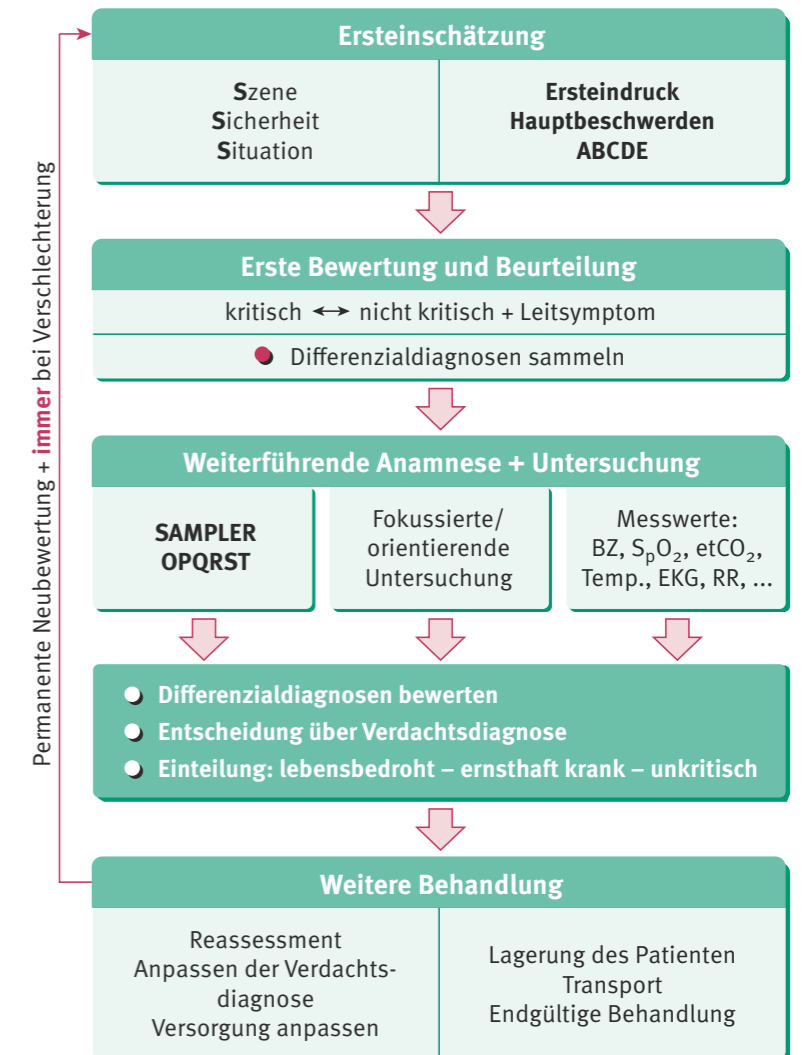 Ersteinschätzung
Szene
Sicherheit
Situation
Ersteindruck
Hauptbeschwerden
ABCDE
Erste Bewertung und Beurteilung
kritisch ↔ nicht kritisch + Leitsymptom
Differenzialdiagnosen sammeln
Weiterführende Anamnese + Untersuchung
SAMPLER
OPQRST
Fokussierte/
orientierende
Untersuchung
Messwerte:
BZ, SpO₂, etCO₂,
Temp., EKG, RR, ...
Differenzialdiagnosen bewerten
Entscheidung über Verdachtsdiagnose
Einteilung: lebensbedroht – ernsthaft krank – unkritisch
Weitere Behandlung
Reassessment
Anpassen der Verdachts-
diagnose
Versorgung anpassen
Lagerung des Patienten
Transport
Endgültige Behandlung
Permanente Neubewertung + immer bei Verschlechterung